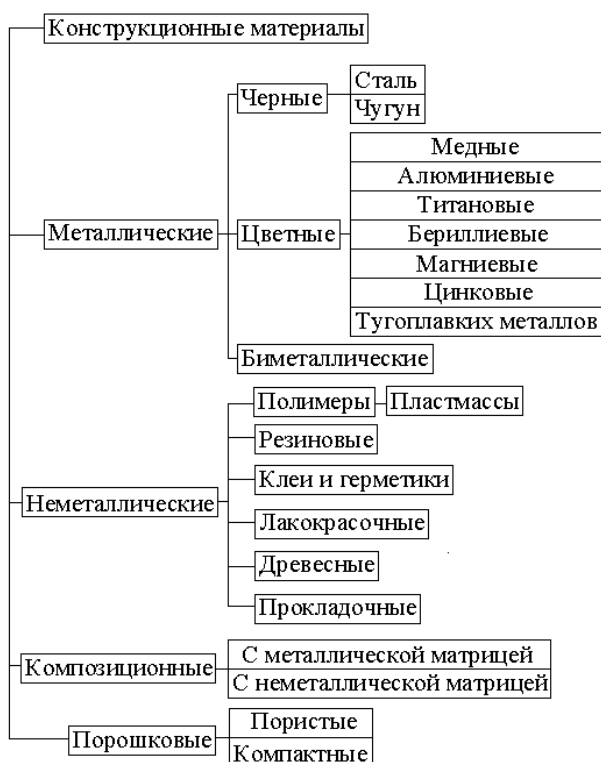 Конструкционные материалы
Черные
Сталь
Чугун
Металлические
Цветные
Медные
Алюминиевые
Титановые
Бериллиевые
Магниевые
Цинковые
Тугоплавких металлов
Биметаллические
Неметаллические
Полимеры
Пластмассы
Резиновые
Клеи и герметики
Лакокрасочные
Древесные
Прокладочные
Композиционные
С металлической матрицей
С неметаллической матрицей
Порошковые
Пористые
Компактные